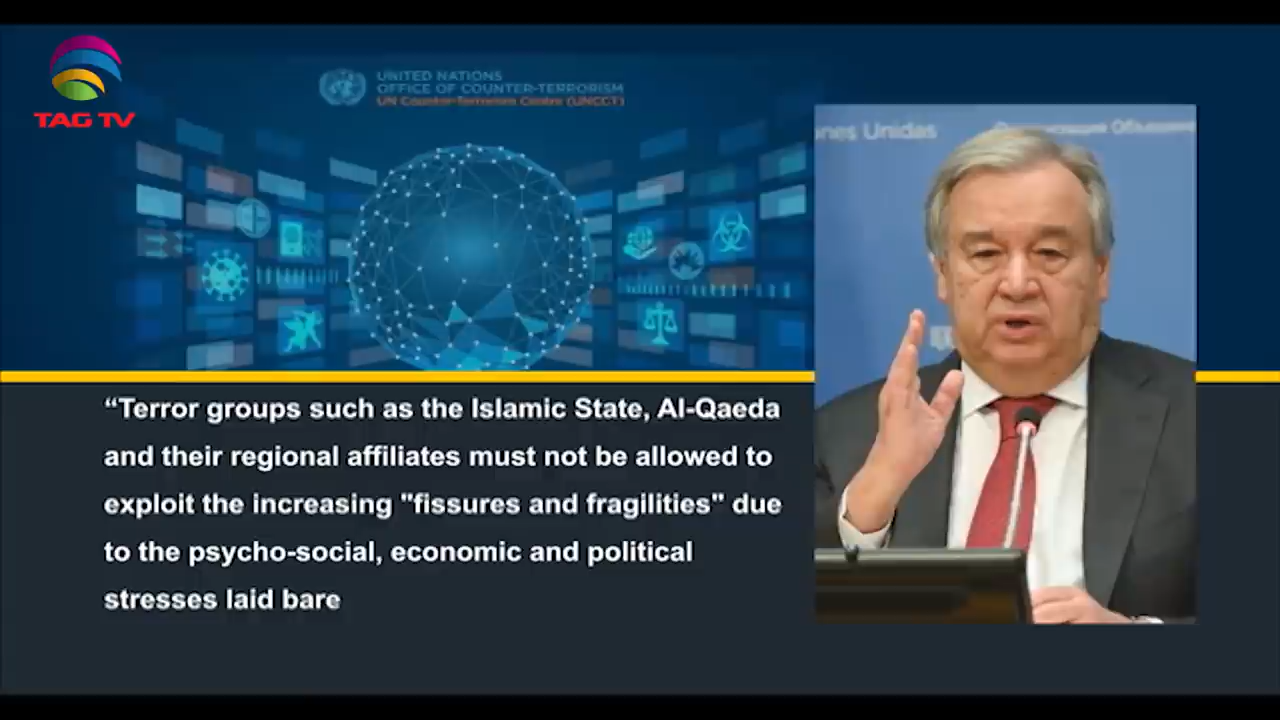 TAG TV
UNITED NATIONS
OFFICE OF COUNTER-TERRORISM
UN Counter-Terrorism Centre (UNCCT)
nes Unidas
“Terror groups such as the Islamic State, Al-Qaeda
and their regional affiliates must not be allowed to
exploit the increasing "fissures and fragilities" due
to the psycho-social, economic and political
stresses laid bare